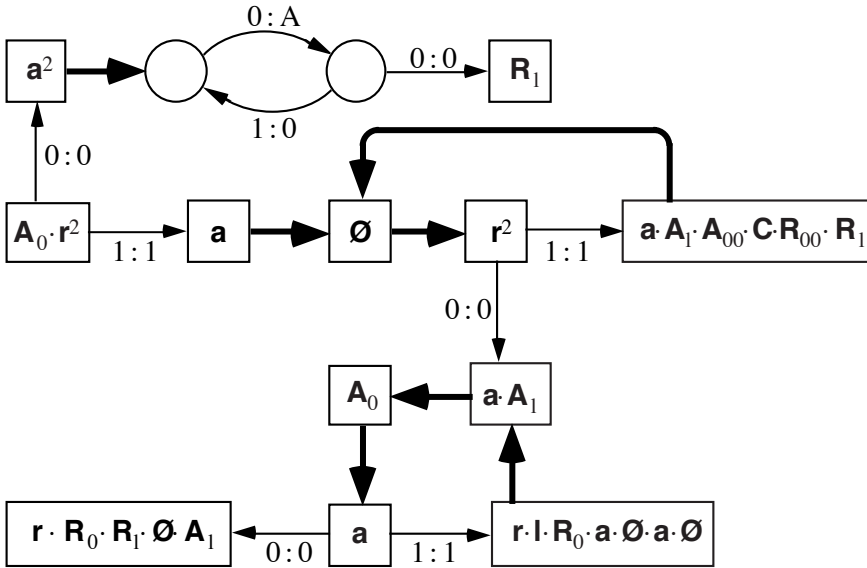 0:A
a²
0:0
R₁
1:0
0:0
A₀·r²
1:1
a
Ø
r²
1:1
a·A₁·A₀₀·C·R₀₀·R₁
0:0
A₀
a·A₁
r·R₀·R₁·Ø·A₁
0:0
a
1:1
r·I·R₀·a·Ø·a·Ø